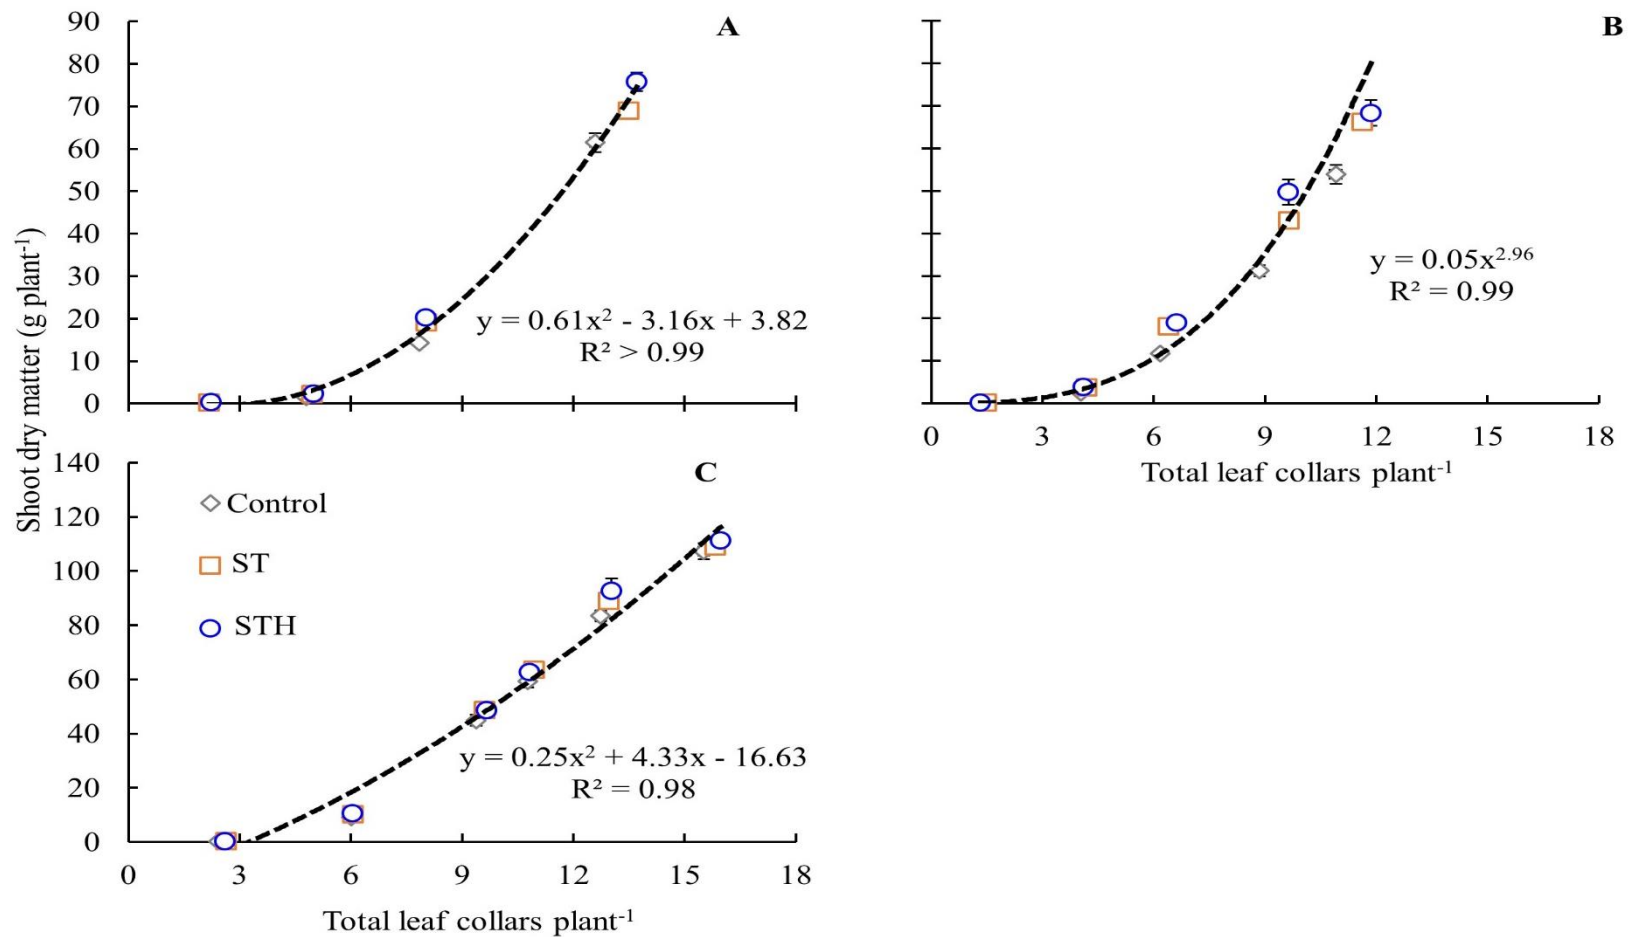 A
90
80
70
60
50
40
30
20
10
0
y = 0.61x² - 3.16x + 3.82
R² > 0.99
B
y = 0.05x^2.96
R² = 0.99
0 3 6 9 12 15 18
Total leaf collars plant⁻¹
Shoot dry matter (g plant⁻¹)
C
140
120
100
80
60
40
20
0
Control
ST
STH
y = 0.25x² + 4.33x - 16.63
R² = 0.98
0 3 6 9 12 15 18
Total leaf collars plant⁻¹